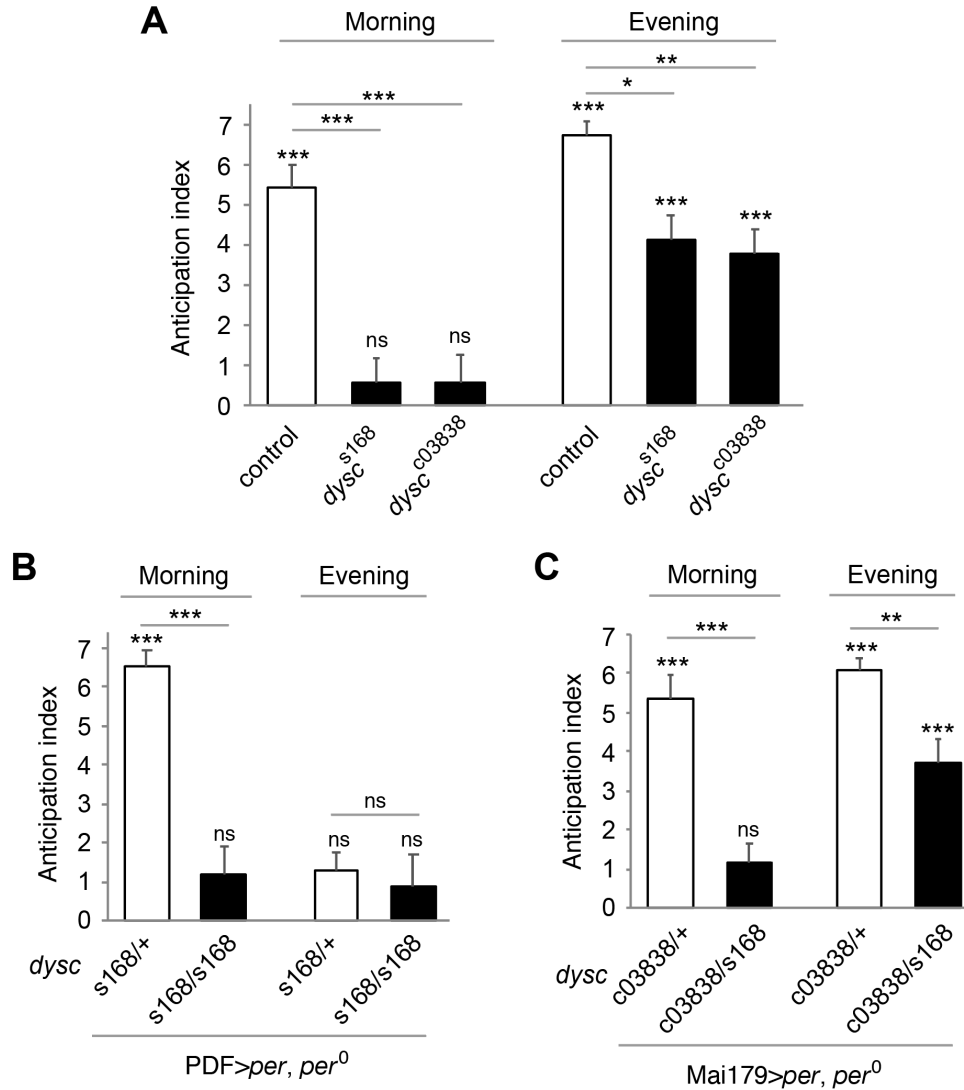 A
Morning
Evening
**
***
*
***
***
***
***
***
ns
ns
Anticipation index
7
6
5
4
3
2
1
0
control
dysc s168
dysc c03838
control
dysc s168
dysc c03838
B
Morning
Evening
***
***
ns
ns
ns
ns
Anticipation index
7
6
5
4
3
2
1
0
dysc
s168/+
s168/s168
s168/+
s168/s168
PDF>per, per0
C
Morning
Evening
***
**
***
***
***
ns
Anticipation index
7
6
5
4
3
2
1
0
dysc
c03838/+
c03838/s168
c03838/+
c03838/s168
Mai179>per, per0